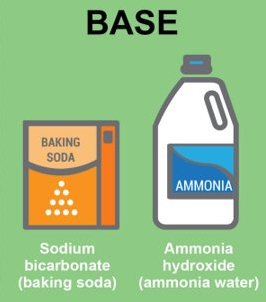 BASE
BAKING
SODA
AMMONIA
Sodium
bicarbonate
(baking soda)
Ammonia
hydroxide
(ammonia water)